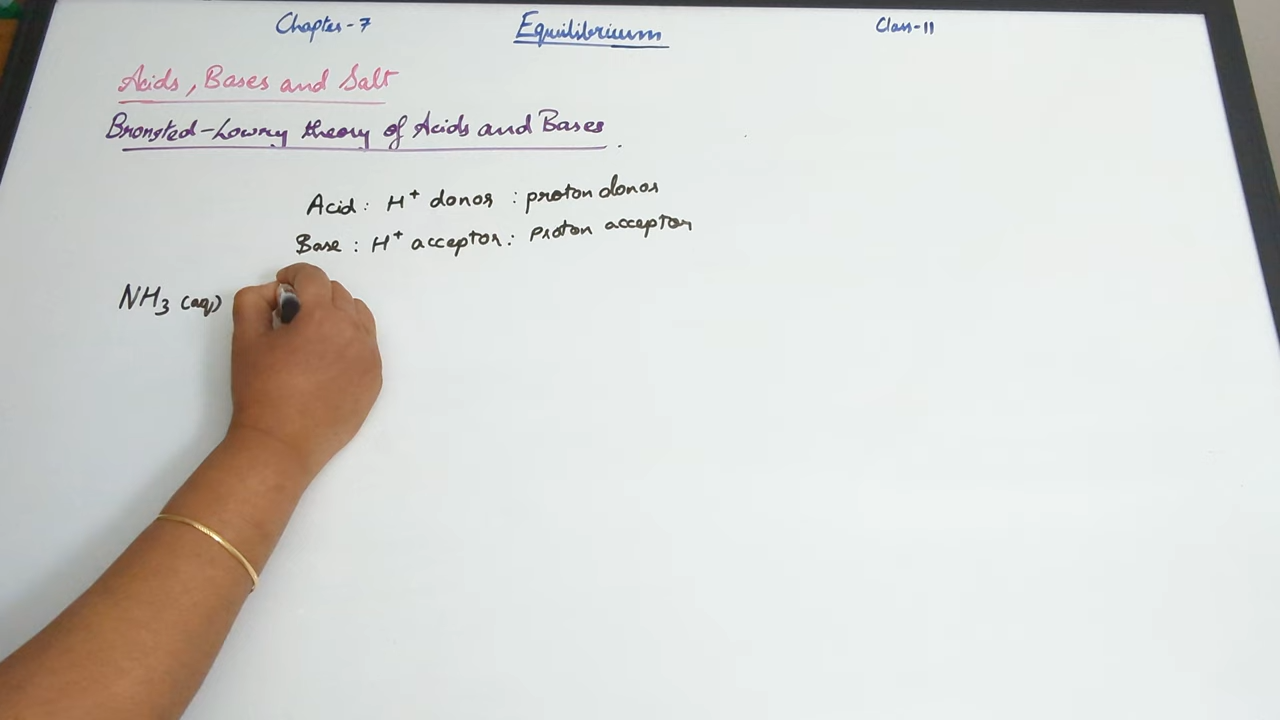 Chapter-7 Equilibrium Class-11
Acids, Bases and Salt
Bronsted-Lowry theory of Acids and Bases.
Acid: H+ donor : proton donor
Base : H+ acceptor : Proton acceptor
NH3 (aq)